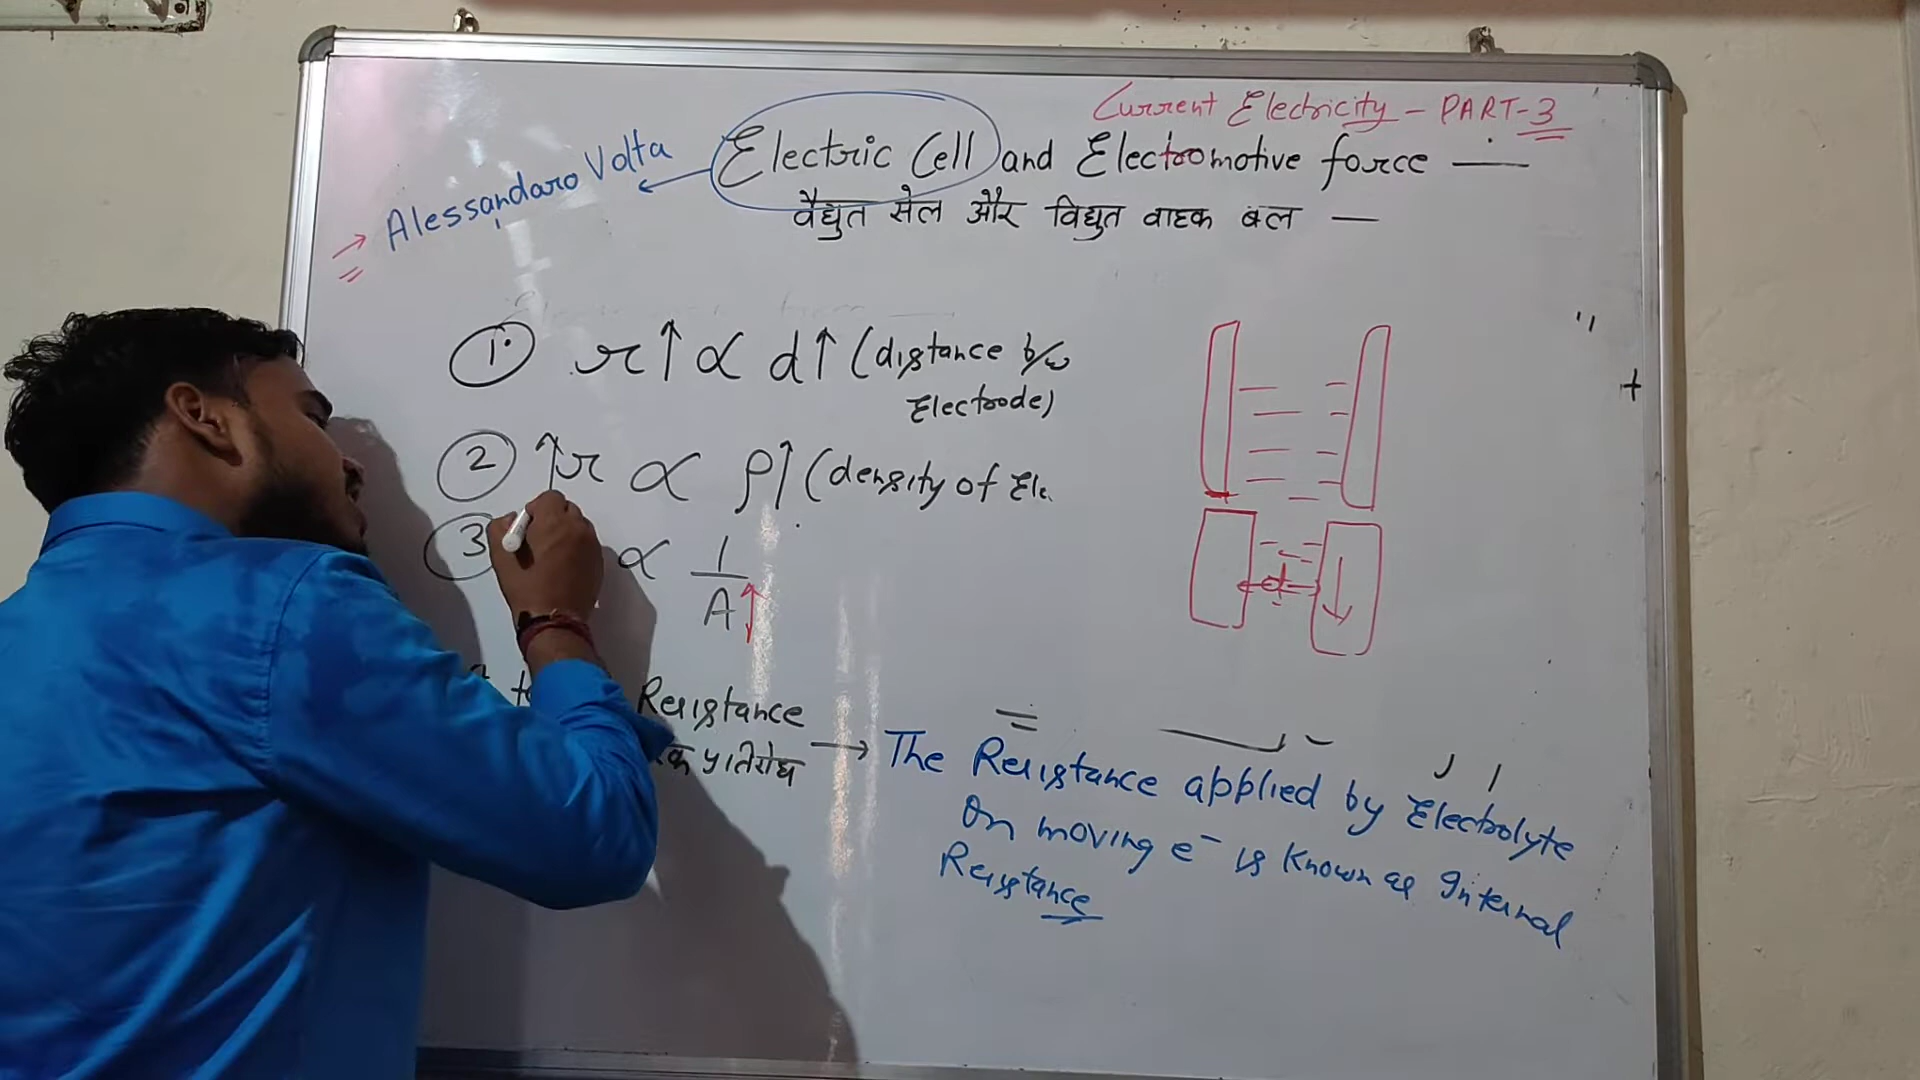 Current Electricity - PART-3
Electric Cell and Electromotive force —
वैद्युत सेल और विद्युत वाहक बल —
→ Alessandaro Volta
① r↑ ∝ d↑ (distance b/w
Electrode)
② ↑r ∝ ρ↑ (density of Ele.
③ ∝ 1/A
d
Resistance
→ The Resistance applied by Electrolyte
On moving e⁻ is Known as Internal
Resistance